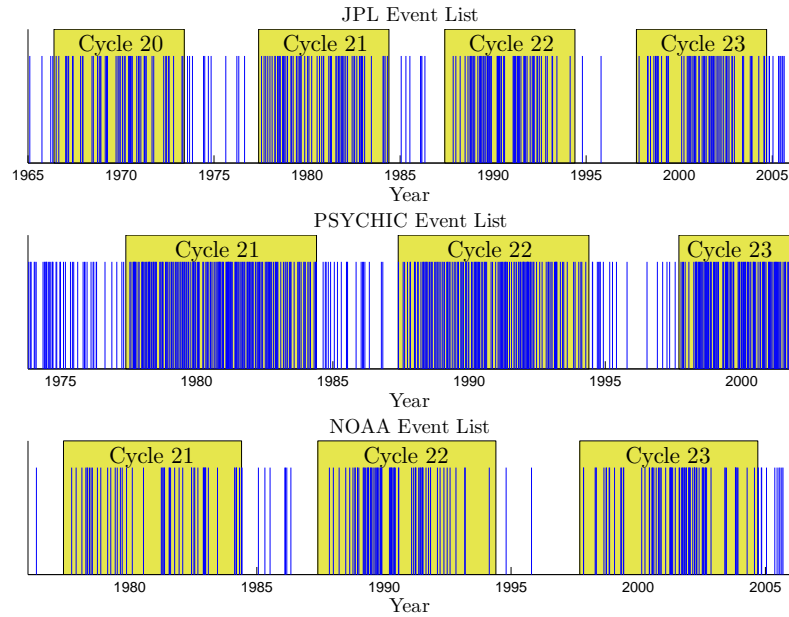 JPL Event List
Cycle 20 Cycle 21 Cycle 22 Cycle 23
1965 1970 1975 1980 1985 1990 1995 2000 2005
Year
PSYCHIC Event List
Cycle 21 Cycle 22 Cycle 23
1975 1980 1985 1990 1995 2000
Year
NOAA Event List
Cycle 21 Cycle 22 Cycle 23
1980 1985 1990 1995 2000 2005
Year